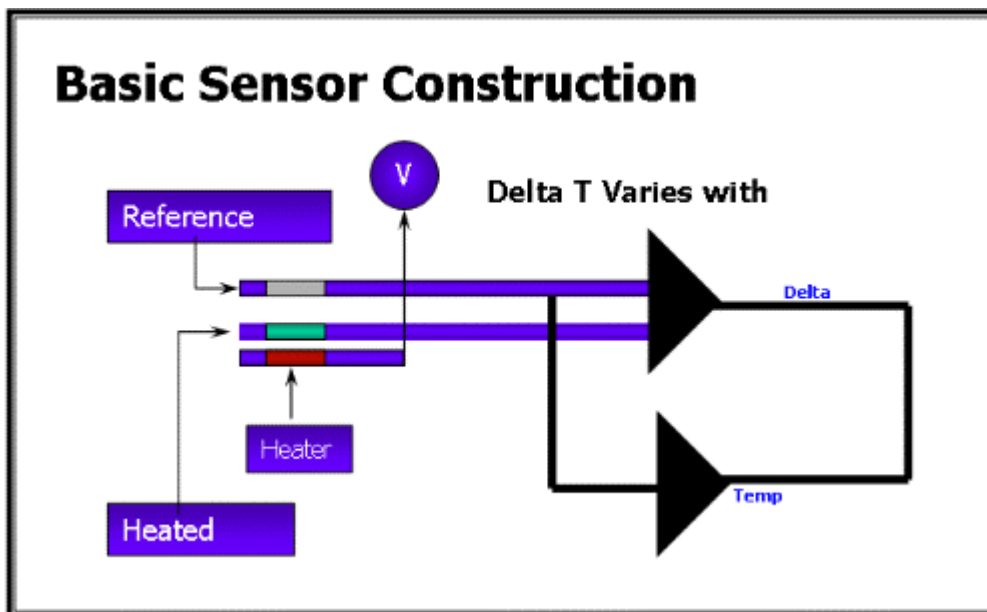 Basic Sensor Construction
V
Delta T Varies with
Reference
Delta
Heater
Temp
Heated